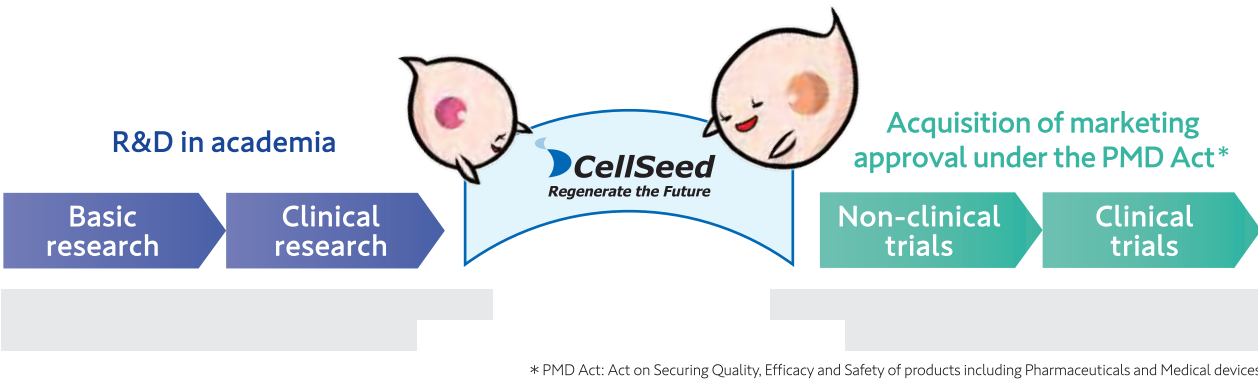 R&D in academia
Basic
research
Clinical
research
CellSeed
Regenerate the Future
Acquisition of marketing
approval under the PMD Act*
Non-clinical
trials
Clinical
trials
* PMD Act: Act on Securing Quality, Efficacy and Safety of products including Pharmaceuticals and Medical devices